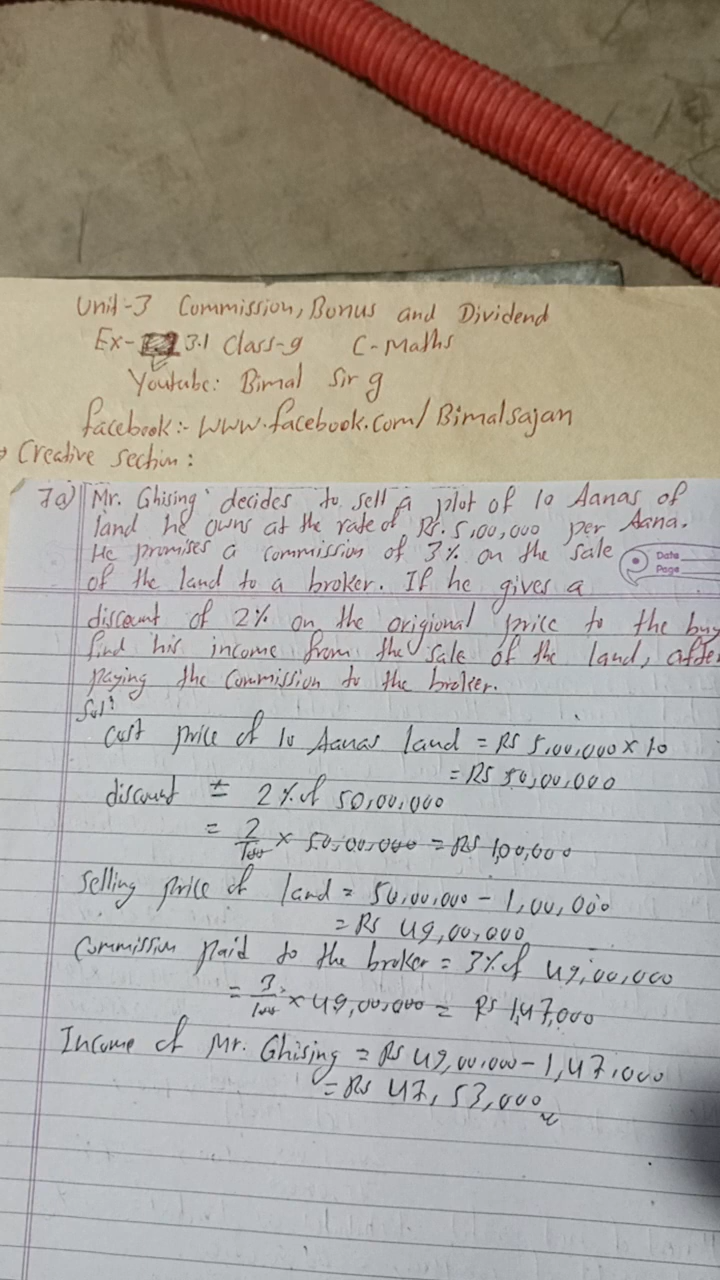 Unit-3 Commission, Bonus and Dividend
Ex- 3.1 Class-9 C-Maths
Youtube: Bimal Sir g
facebook:- www.facebook.com/Bimalsajan
Creative section:
7a) Mr. Ghising decides to sell a plot of 10 Aanas of
land he owns at the rate of Rs. 5,00,000 per Aana.
He promises a commission of 3% on the sale
Date
Page
of the land to a broker. If he gives a
discount of 2% on the origional price to the buy
find his income from the sale of the land, after
paying the commission to the broker.
Solⁿ
Cost price of 10 Aanas land = RS 5,00,000 × 10
= RS 50,00,000
discount = 2% of 50,00,000
= 2/100 × 50,00,000 = RS 1,00,000
Selling price of land = 50,00,000 - 1,00,000
= Rs 49,00,000
Commission paid to the broker = 3% of 49,00,000
= 3/100 × 49,00,000 = Rs 1,47,000
Income of Mr. Ghising = Rs 49,00,000 - 1,47,000
= Rs 47,53,000